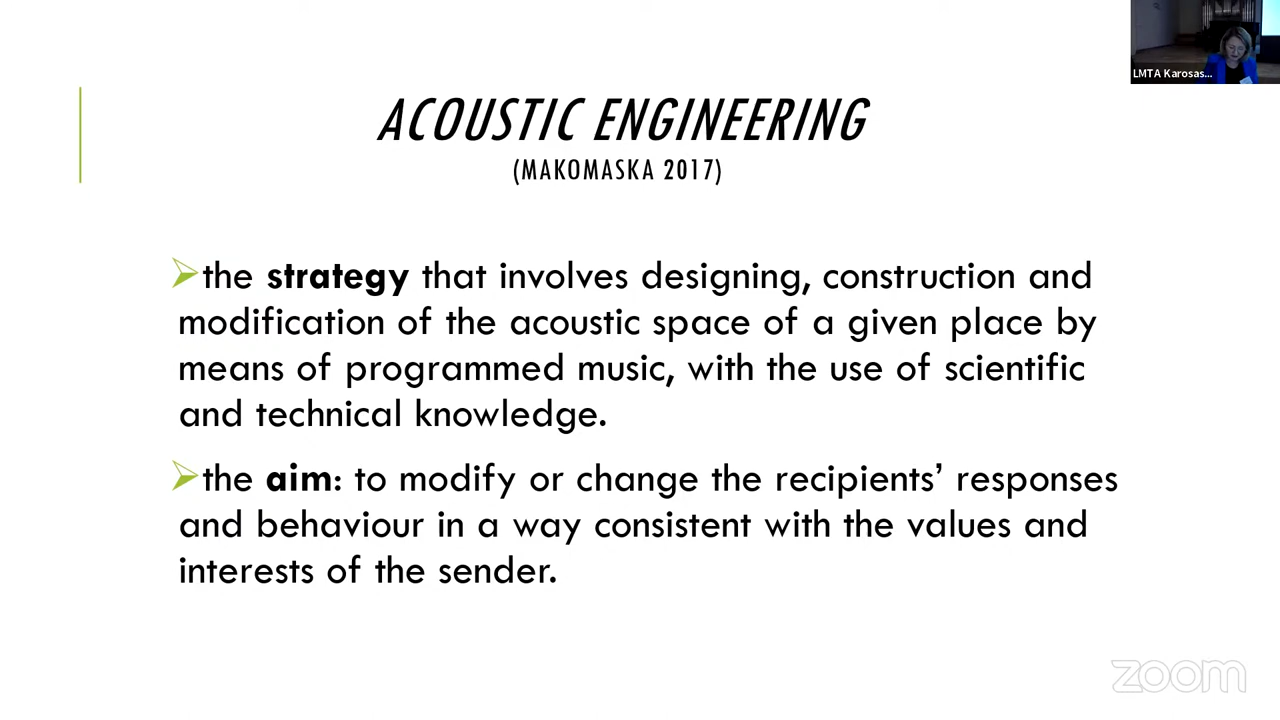 LMTA Karosas...
ACOUSTIC ENGINEERING
(MAKOMASKA 2017)
➢the strategy that involves designing, construction and
modification of the acoustic space of a given place by
means of programmed music, with the use of scientific
and technical knowledge.
➢the aim: to modify or change the recipients’ responses
and behaviour in a way consistent with the values and
interests of the sender.
zoom